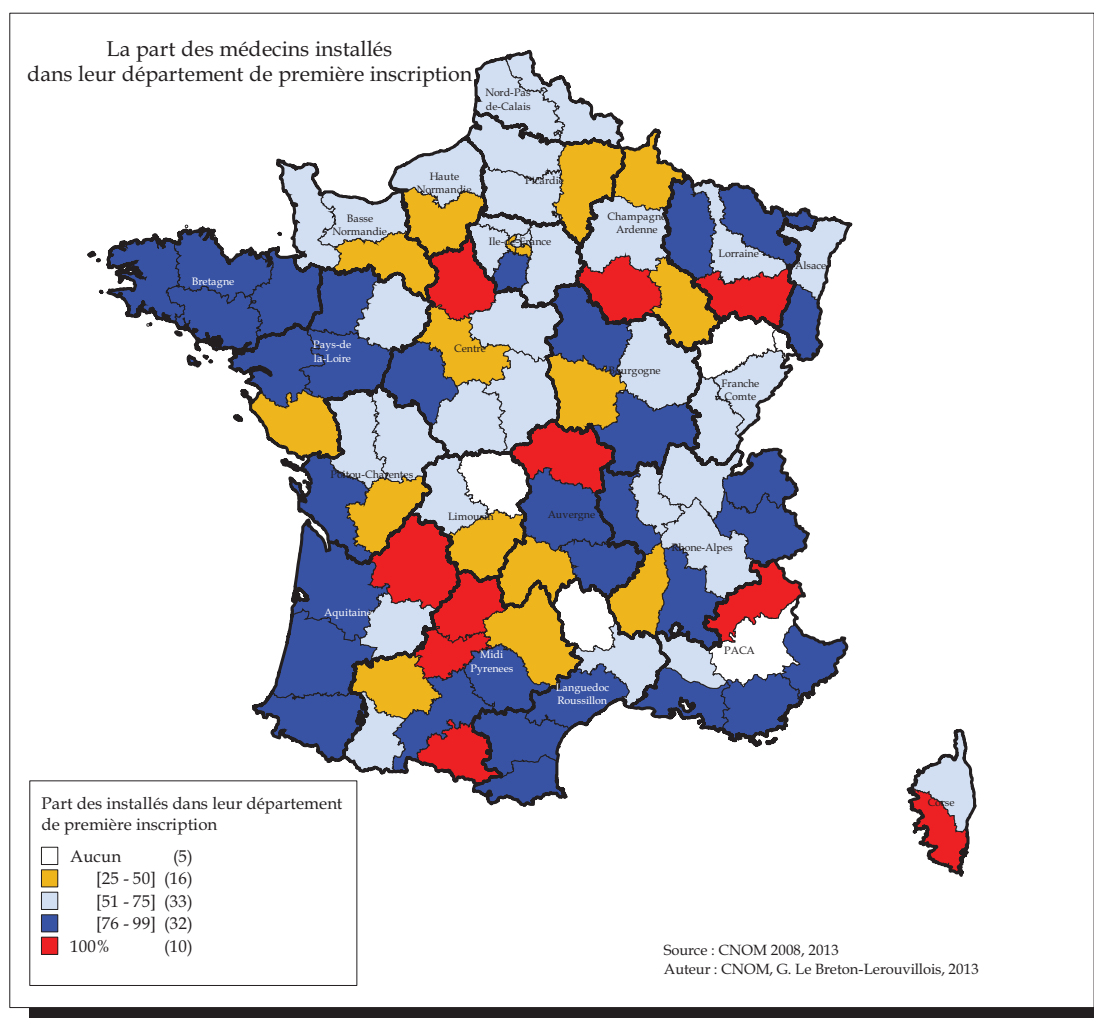 La part des médecins installés
dans leur département de première inscription
Nord-Pas
de-Calais
Haute
Normandie
Picardie
Basse
Normandie
Ile-de-France
Champagne
Ardenne
Lorraine
Alsace
Bretagne
Pays-de
la-Loire
Centre
Bourgogne
Franche
Comte
Poitou-Charentes
Limousin
Auvergne
Rhone-Alpes
Aquitaine
Midi
Pyrenees
Languedoc
Roussillon
PACA
Corse
Part des installés dans leur département
de première inscription
Aucun (5)
[25 - 50] (16)
[51 - 75] (33)
[76 - 99] (32)
100% (10)
Source : CNOM 2008, 2013
Auteur : CNOM, G. Le Breton-Lerouvillois, 2013